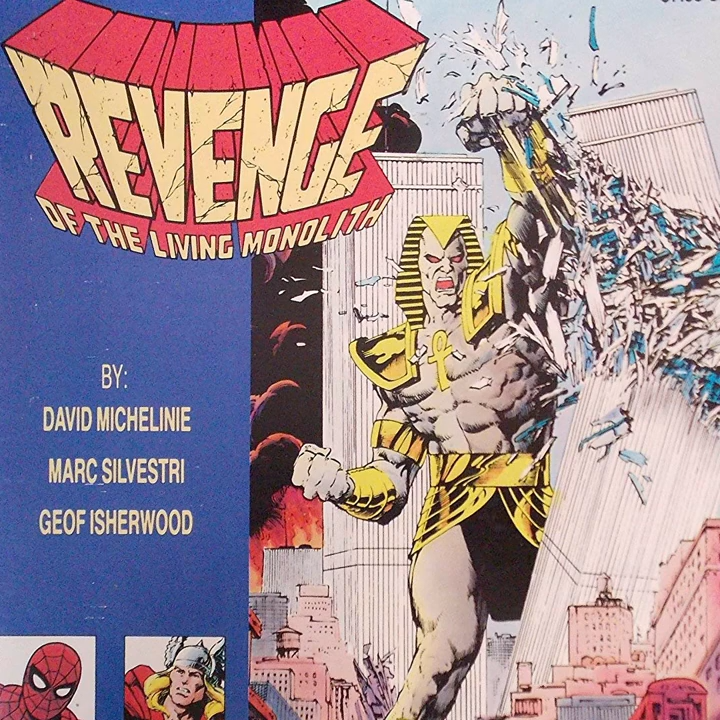 REVENGE
OF THE LIVING MONOLITH
BY:
DAVID MICHELINIE
MARC SILVESTRI
GEOF ISHERWOOD